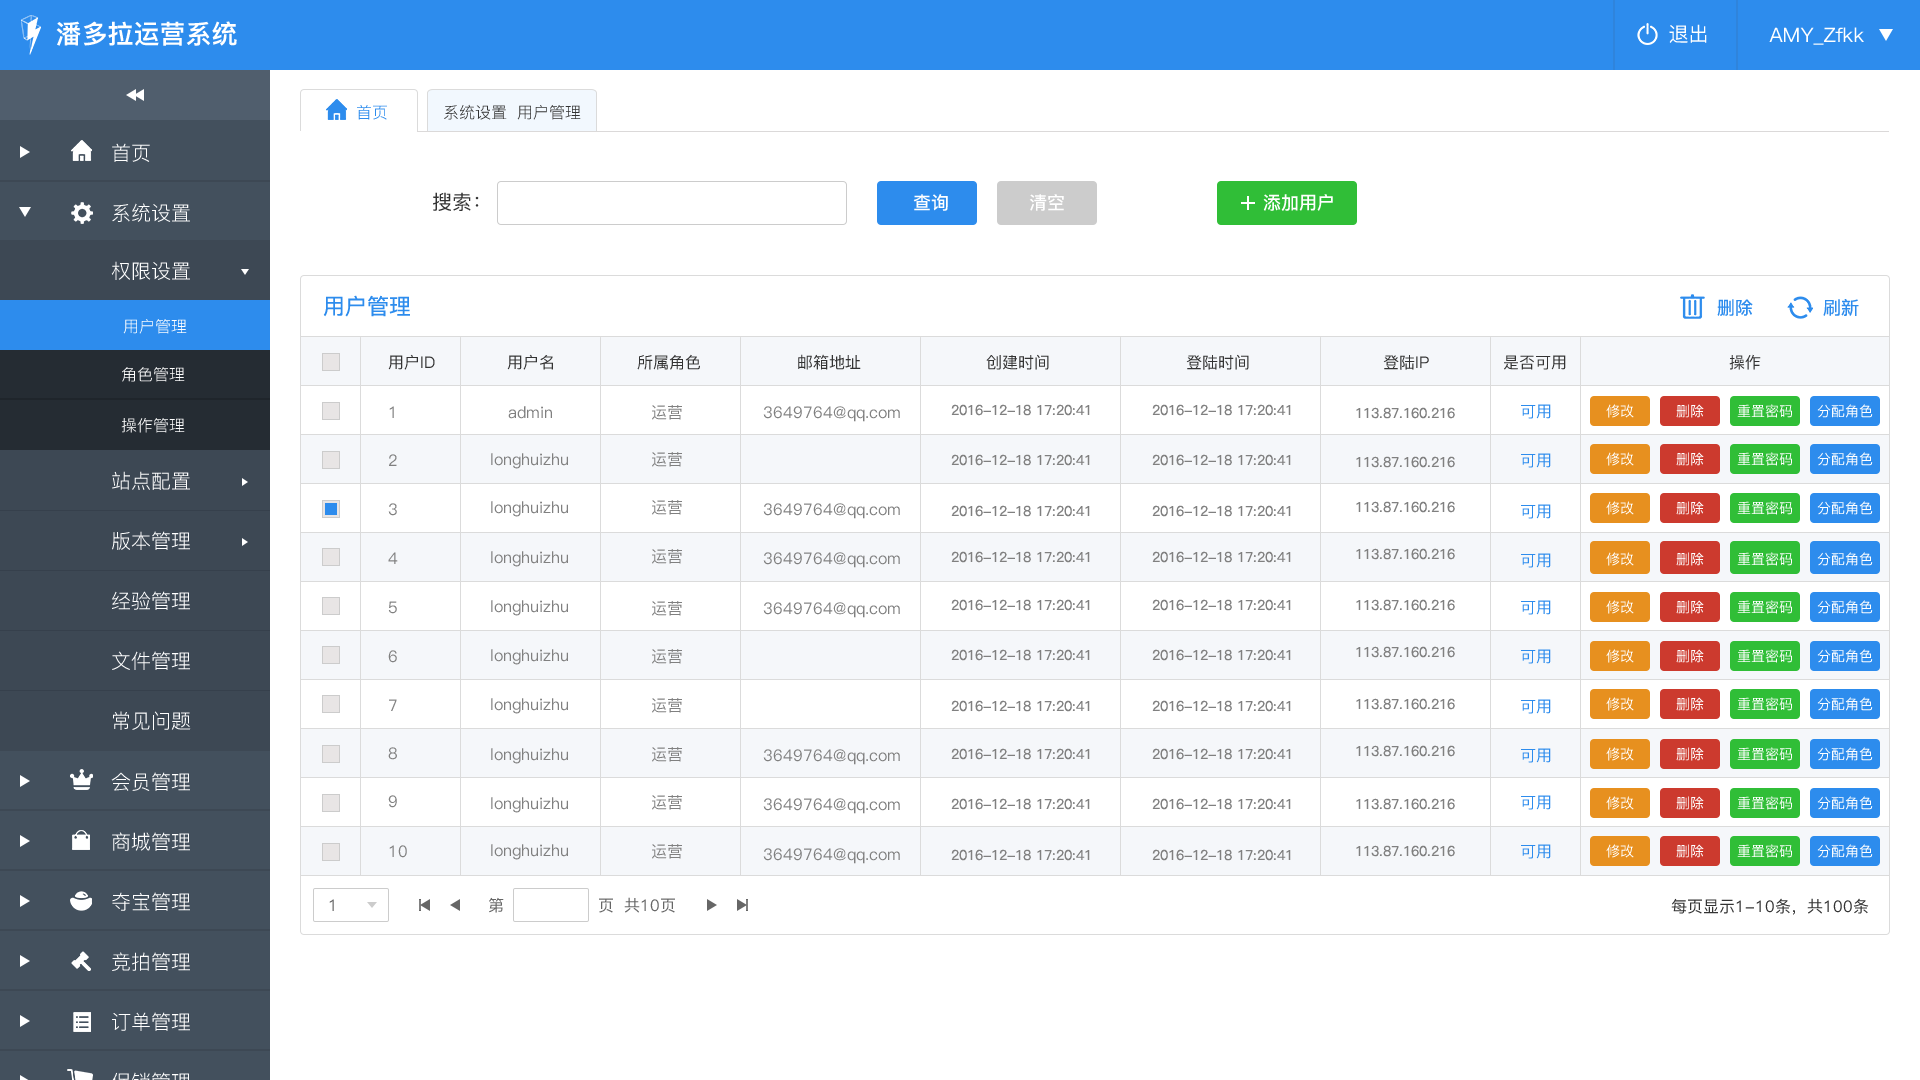 潘多拉运营系统
退出
AMY_Zfkk
首页
系统设置
权限设置
用户管理
角色管理
操作管理
站点配置
版本管理
经验管理
文件管理
常见问题
会员管理
商城管理
夺宝管理
竞拍管理
订单管理
促销管理
首页
系统设置 用户管理
搜索：
查询
清空
添加用户
用户管理
删除
刷新
用户ID 用户名 所属角色 邮箱地址 创建时间 登陆时间 登陆IP 是否可用 操作
1 admin 运营 3649764@qq.com 2016-12-18 17:20:41 2016-12-18 17:20:41 113.87.160.216 可用 修改 删除 重置密码 分配角色
2 longhuizhu 运营 2016-12-18 17:20:41 2016-12-18 17:20:41 113.87.160.216 可用 修改 删除 重置密码 分配角色
3 longhuizhu 运营 3649764@qq.com 2016-12-18 17:20:41 2016-12-18 17:20:41 113.87.160.216 可用 修改 删除 重置密码 分配角色
4 longhuizhu 运营 3649764@qq.com 2016-12-18 17:20:41 2016-12-18 17:20:41 113.87.160.216 可用 修改 删除 重置密码 分配角色
5 longhuizhu 运营 3649764@qq.com 2016-12-18 17:20:41 2016-12-18 17:20:41 113.87.160.216 可用 修改 删除 重置密码 分配角色
6 longhuizhu 运营 2016-12-18 17:20:41 2016-12-18 17:20:41 113.87.160.216 可用 修改 删除 重置密码 分配角色
7 longhuizhu 运营 2016-12-18 17:20:41 2016-12-18 17:20:41 113.87.160.216 可用 修改 删除 重置密码 分配角色
8 longhuizhu 运营 3649764@qq.com 2016-12-18 17:20:41 2016-12-18 17:20:41 113.87.160.216 可用 修改 删除 重置密码 分配角色
9 longhuizhu 运营 3649764@qq.com 2016-12-18 17:20:41 2016-12-18 17:20:41 113.87.160.216 可用 修改 删除 重置密码 分配角色
10 longhuizhu 运营 3649764@qq.com 2016-12-18 17:20:41 2016-12-18 17:20:41 113.87.160.216 可用 修改 删除 重置密码 分配角色
1 第 页 共10页
每页显示1-10条，共100条